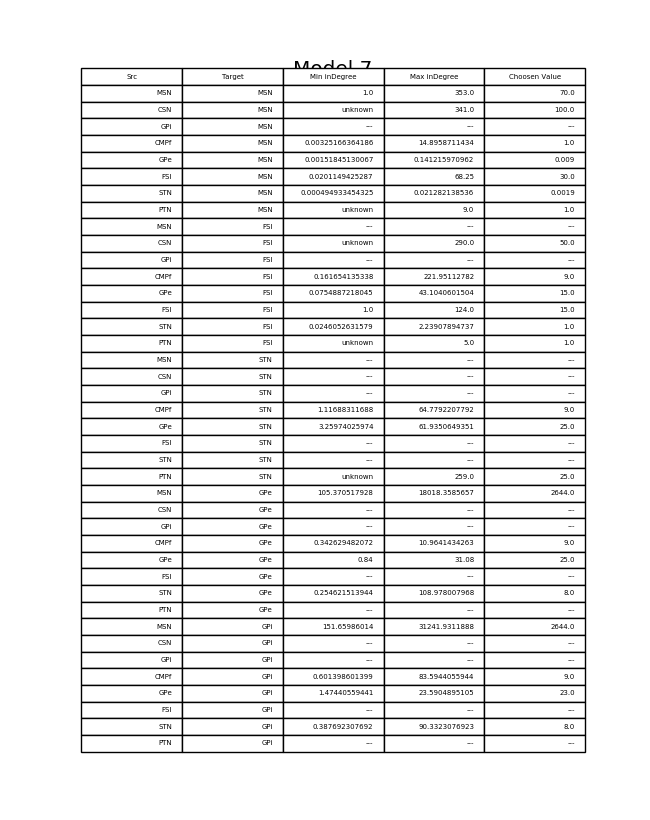 Model 7
Src Target Min inDegree Max inDegree Choosen Value
MSN MSN 1.0 353.0 70.0
CSN MSN unknown 341.0 100.0
GPi MSN --- --- ---
CMPf MSN 0.00325166364186 14.8958711434 1.0
GPe MSN 0.00151845130067 0.141215970962 0.009
FSI MSN 0.0201149425287 68.25 30.0
STN MSN 0.000494933454325 0.021282138536 0.0019
PTN MSN unknown 9.0 1.0
MSN FSI --- --- ---
CSN FSI unknown 290.0 50.0
GPi FSI --- --- ---
CMPf FSI 0.161654135338 221.95112782 9.0
GPe FSI 0.0754887218045 43.1040601504 15.0
FSI FSI 1.0 124.0 15.0
STN FSI 0.0246052631579 2.23907894737 1.0
PTN FSI unknown 5.0 1.0
MSN STN --- --- ---
CSN STN --- --- ---
GPi STN --- --- ---
CMPf STN 1.11688311688 64.7792207792 9.0
GPe STN 3.25974025974 61.9350649351 25.0
FSI STN --- --- ---
STN STN --- --- ---
PTN STN unknown 259.0 25.0
MSN GPe 105.370517928 18018.3585657 2644.0
CSN GPe --- --- ---
GPi GPe --- --- ---
CMPf GPe 0.342629482072 10.9641434263 9.0
GPe GPe 0.84 31.08 25.0
FSI GPe --- --- ---
STN GPe 0.254621513944 108.978007968 8.0
PTN GPe --- --- ---
MSN GPi 151.65986014 31241.9311888 2644.0
CSN GPi --- --- ---
GPi GPi --- --- ---
CMPf GPi 0.601398601399 83.5944055944 9.0
GPe GPi 1.47440559441 23.5904895105 23.0
FSI GPi --- --- ---
STN GPi 0.387692307692 90.3323076923 8.0
PTN GPi --- --- ---